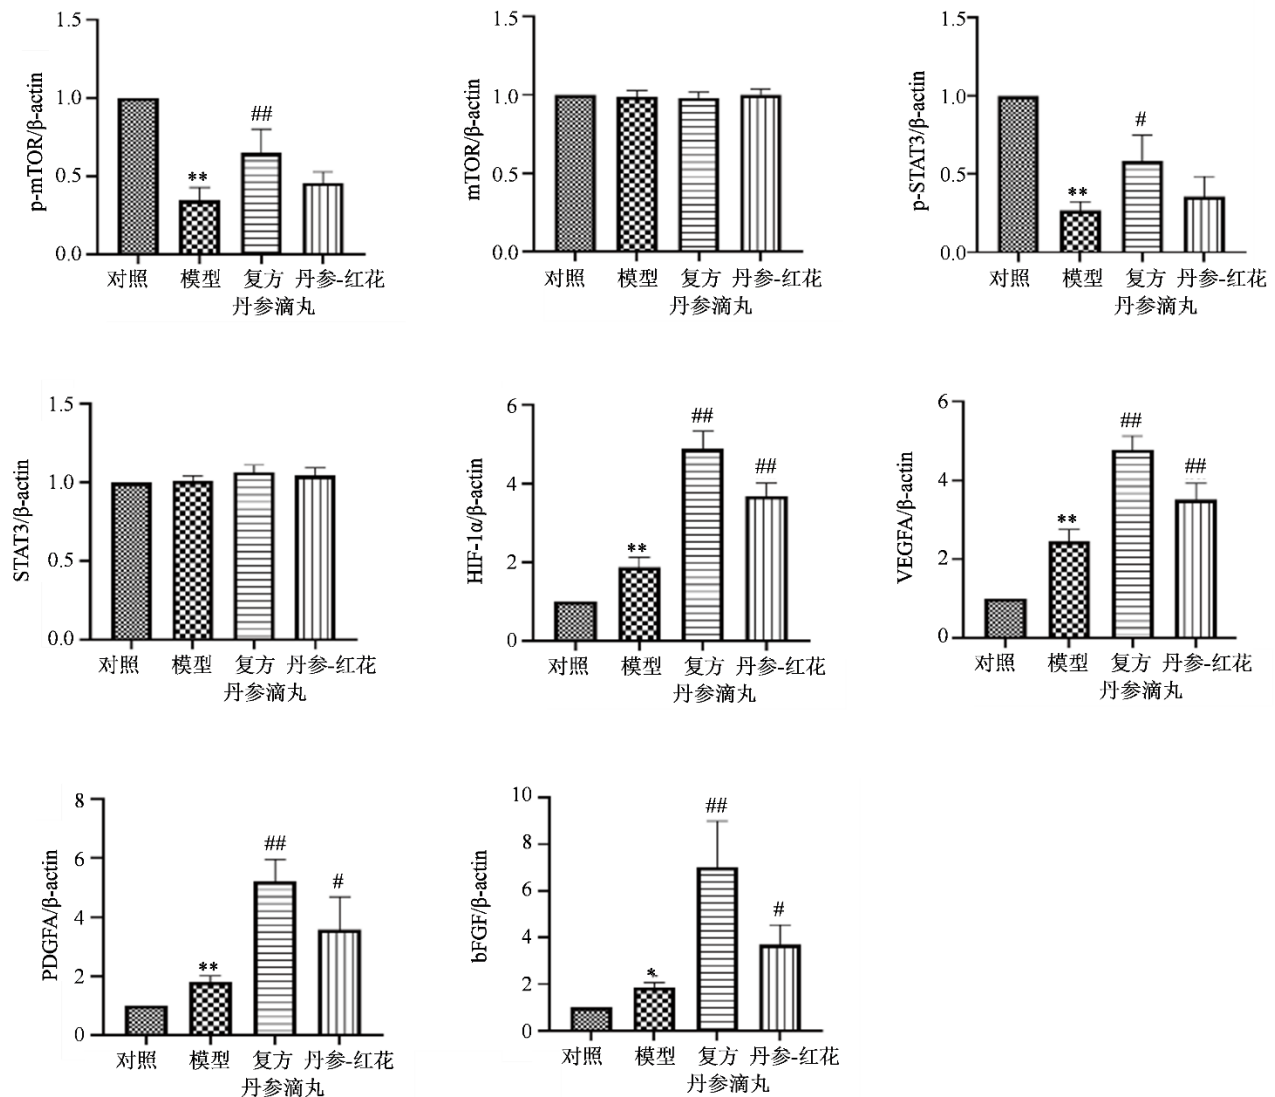 p-mTOR/β-actin
1.5
1.0
0.5
0.0
**
##
对照 模型 复方 丹参-红花
丹参滴丸
mTOR/β-actin
1.5
1.0
0.5
0.0
对照 模型 复方 丹参-红花
丹参滴丸
p-STAT3/β-actin
1.5
1.0
0.5
0.0
**
#
对照 模型 复方 丹参-红花
丹参滴丸
STAT3/β-actin
1.5
1.0
0.5
0.0
对照 模型 复方 丹参-红花
丹参滴丸
HIF-1α/β-actin
6
4
2
0
**
##
##
对照 模型 复方 丹参-红花
丹参滴丸
VEGFA/β-actin
6
4
2
0
**
##
##
对照 模型 复方 丹参-红花
丹参滴丸
PDGFA/β-actin
8
6
4
2
0
**
##
#
对照 模型 复方 丹参-红花
丹参滴丸
bFGF/β-actin
10
8
6
4
2
0
*
##
#
对照 模型 复方 丹参-红花
丹参滴丸